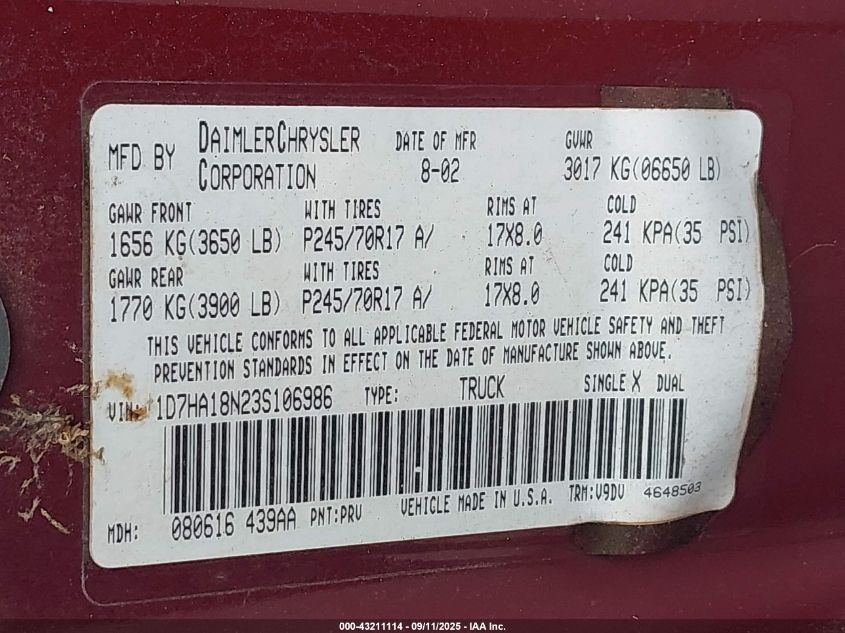 MFD BY DAIMLERCHRYSLER CORPORATION DATE OF MFR 8-02 GVWR 3017 KG(06650 LB)
GAWR FRONT WITH TIRES RIMS AT COLD
1656 KG(3650 LB) P245/70R17 A/ 17X8.0 241 KPA(35 PSI)
GAWR REAR WITH TIRES RIMS AT COLD
1770 KG(3900 LB) P245/70R17 A/ 17X8.0 241 KPA(35 PSI)
THIS VEHICLE CONFORMS TO ALL APPLICABLE FEDERAL MOTOR VEHICLE SAFETY AND THEFT
PREVENTION STANDARDS IN EFFECT ON THE DATE OF MANUFACTURE SHOWN ABOVE.
VIN: 1D7HA18N23S106986 TYPE: TRUCK SINGLE X DUAL
MDH: 080616 439AA PNT:PRV VEHICLE MADE IN U.S.A. TRM:V9DV 4648503
000-43211114 - 09/11/2025 - IAA Inc.